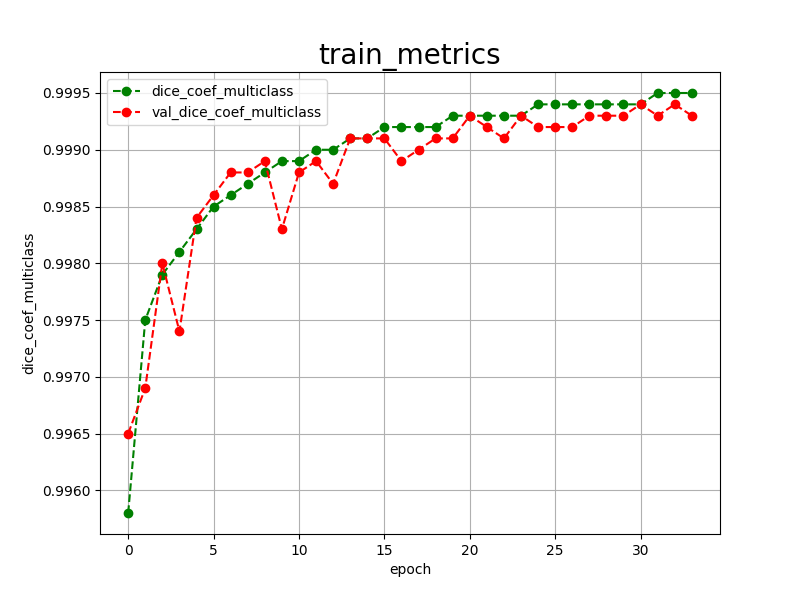 train_metrics
dice_coef_multiclass
val_dice_coef_multiclass
dice_coef_multiclass
0.9995
0.9990
0.9985
0.9980
0.9975
0.9970
0.9965
0.9960
0 5 10 15 20 25 30
epoch